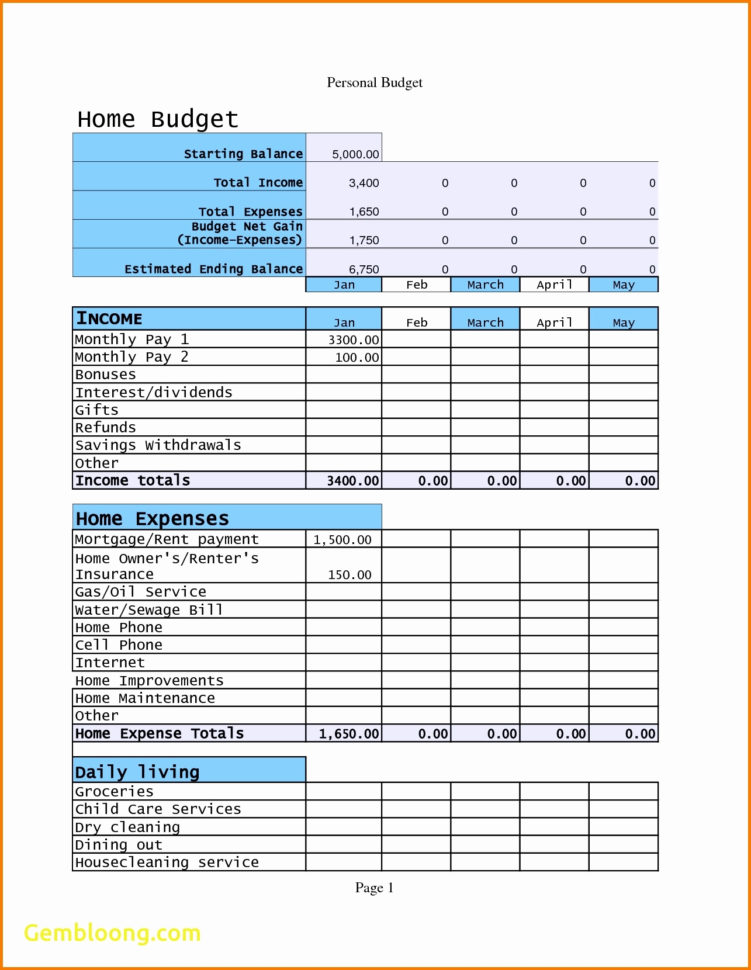 Personal Budget
Home Budget
Starting Balance 5,000.00
Total Income 3,400 0 0 0 0
Total Expenses 1,650 0 0 0 0
Budget Net Gain
(Income-Expenses) 1,750 0 0 0 0
Estimated Ending Balance 6,750 0 0 0 0
Jan Feb March April May
INCOME Jan Feb March April May
Monthly Pay 1 3300.00
Monthly Pay 2 100.00
Bonuses
Interest/dividends
Gifts
Refunds
Savings Withdrawals
Other
Income totals 3400.00 0.00 0.00 0.00 0.00
Home Expenses
Mortgage/Rent payment 1,500.00
Home Owner's/Renter's
Insurance 150.00
Gas/Oil Service
Water/Sewage Bill
Home Phone
Cell Phone
Internet
Home Improvements
Home Maintenance
Other
Home Expense Totals 1,650.00 0.00 0.00 0.00 0.00
Daily living
Groceries
Child Care Services
Dry cleaning
Dining out
Housecleaning service
Page 1
Gembloong.com